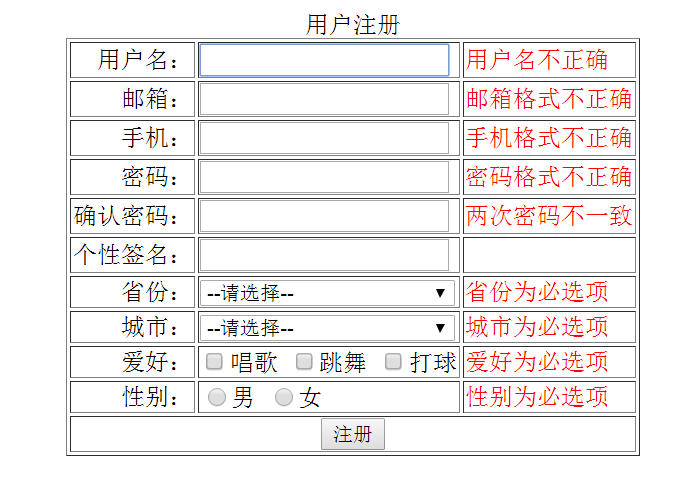 用户注册
用户名： 用户名不正确
邮箱： 邮箱格式不正确
手机： 手机格式不正确
密码： 密码格式不正确
确认密码： 两次密码不一致
个性签名：
省份： --请选择-- 省份为必选项
城市： --请选择-- 城市为必选项
爱好： 唱歌 跳舞 打球 爱好为必选项
性别： 男 女 性别为必选项
注册